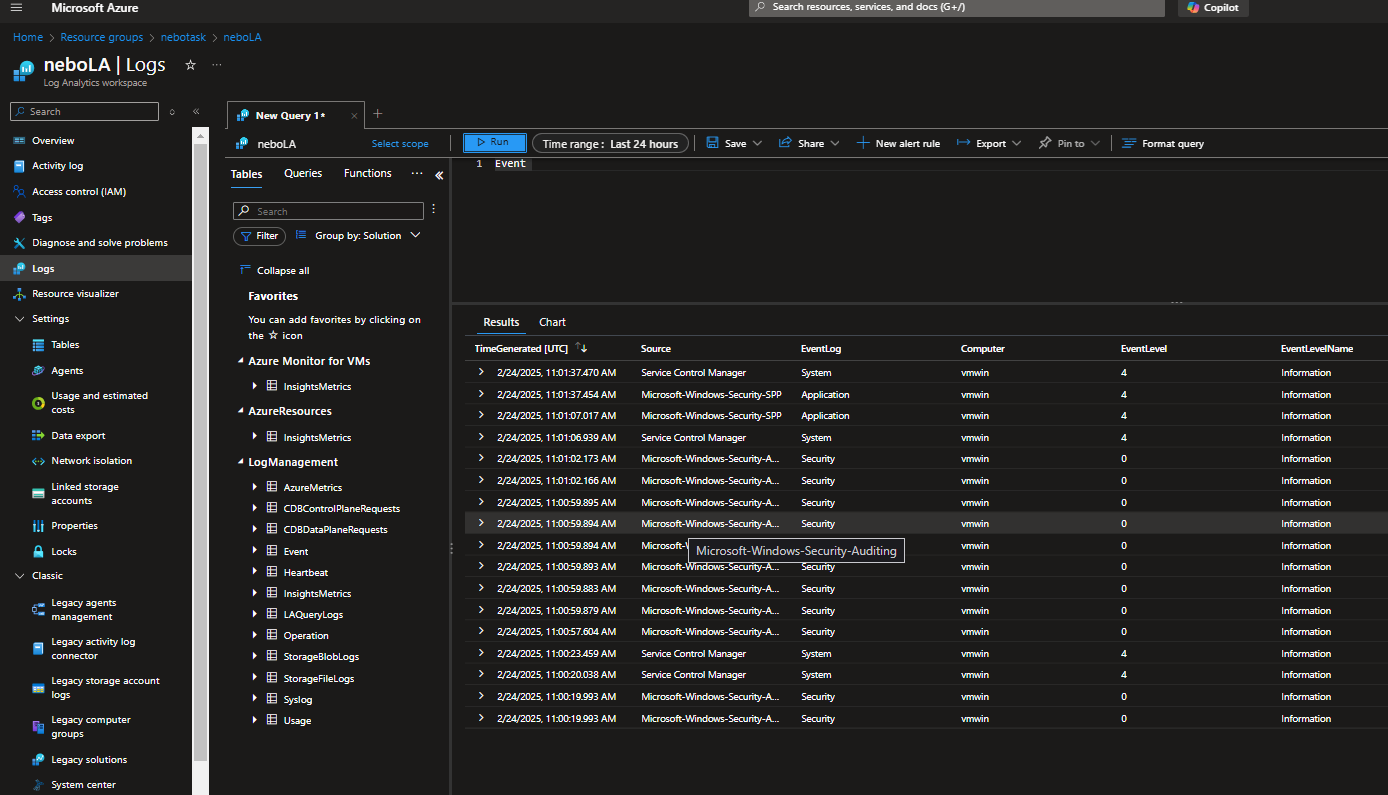 Microsoft Azure
Search resources, services, and docs (G+/)
Copilot
Home > Resource groups > nebotask > neboLA
neboLA | Logs
Log Analytics workspace
Search
Overview
Activity log
Access control (IAM)
Tags
Diagnose and solve problems
Logs
Resource visualizer
Settings
Tables
Agents
Usage and estimated
costs
Data export
Network isolation
Linked storage
accounts
Properties
Locks
Classic
Legacy agents
management
Legacy activity log
connector
Legacy storage account
logs
Legacy computer
groups
Legacy solutions
System center
New Query 1*
neboLA
Select scope
Run
Time range : Last 24 hours
Save
Share
New alert rule
Export
Pin to
Format query
Tables
Queries
Functions
Search
Filter
Group by: Solution
Collapse all
Favorites
You can add favorites by clicking on
the ☆ icon
Azure Monitor for VMs
InsightsMetrics
AzureResources
InsightsMetrics
LogManagement
AzureMetrics
CDBControlPlaneRequests
CDBDataPlaneRequests
Event
Heartbeat
InsightsMetrics
LAQueryLogs
Operation
StorageBlobLogs
StorageFileLogs
Syslog
Usage
1 Event
Results Chart
TimeGenerated [UTC] Source EventLog Computer EventLevel EventLevelName
2/24/2025, 11:01:37.470 AM Service Control Manager System vmwin 4 Information
2/24/2025, 11:01:37.454 AM Microsoft-Windows-Security-SPP Application vmwin 4 Information
2/24/2025, 11:01:07.017 AM Microsoft-Windows-Security-SPP Application vmwin 4 Information
2/24/2025, 11:01:06.939 AM Service Control Manager System vmwin 4 Information
2/24/2025, 11:01:02.173 AM Microsoft-Windows-Security-A... Security vmwin 0 Information
2/24/2025, 11:01:02.166 AM Microsoft-Windows-Security-A... Security vmwin 0 Information
2/24/2025, 11:00:59.895 AM Microsoft-Windows-Security-A... Security vmwin 0 Information
2/24/2025, 11:00:59.894 AM Microsoft-Windows-Security-A... Security vmwin 0 Information
2/24/2025, 11:00:59.894 AM Microsoft-W vmwin 0 Information
Microsoft-Windows-Security-Auditing
2/24/2025, 11:00:59.893 AM Microsoft-Windows-Security-A... Security vmwin 0 Information
2/24/2025, 11:00:59.883 AM Microsoft-Windows-Security-A... Security vmwin 0 Information
2/24/2025, 11:00:59.879 AM Microsoft-Windows-Security-A... Security vmwin 0 Information
2/24/2025, 11:00:57.604 AM Microsoft-Windows-Security-A... Security vmwin 0 Information
2/24/2025, 11:00:23.459 AM Service Control Manager System vmwin 4 Information
2/24/2025, 11:00:20.038 AM Service Control Manager System vmwin 4 Information
2/24/2025, 11:00:19.993 AM Microsoft-Windows-Security-A... Security vmwin 0 Information
2/24/2025, 11:00:19.993 AM Microsoft-Windows-Security-A... Security vmwin 0 Information